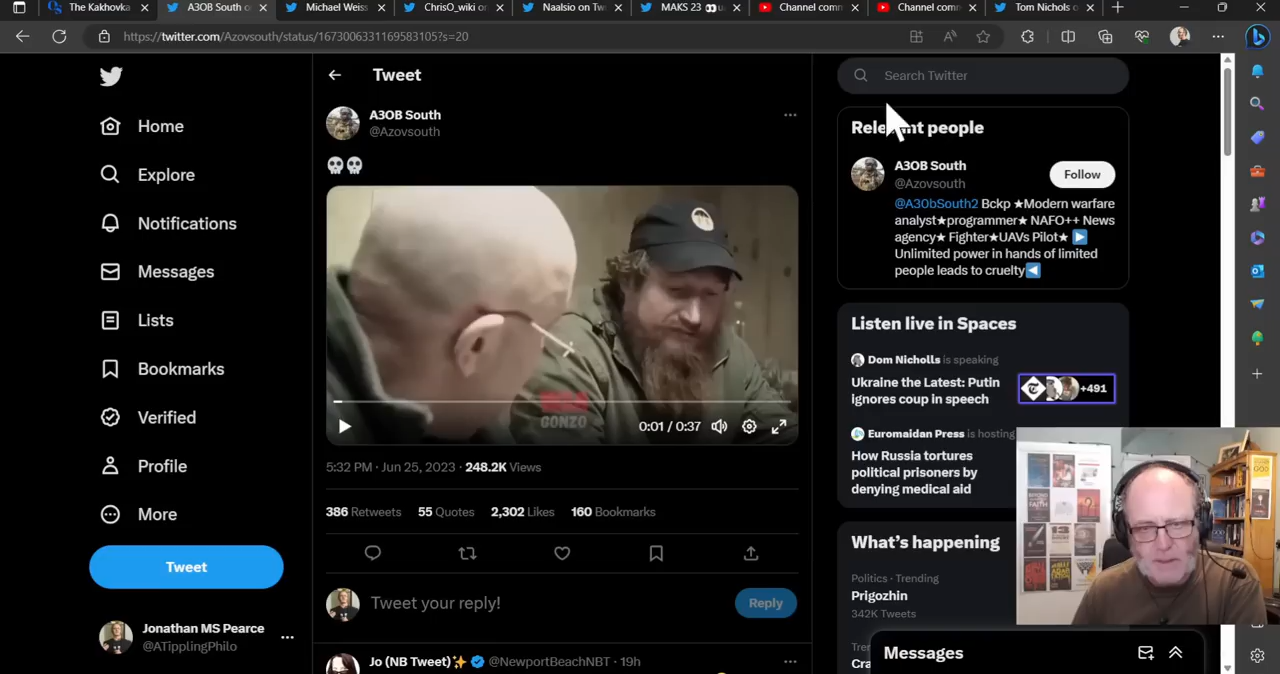 The Kakhovka
A3OB South o
Michael Weiss
ChrisO_wiki o
Naalsio on Tw
MAKS 23 👀 u
Channel com
Channel com
Tom Nichols o
https://twitter.com/Azovsouth/status/1673006331169583105?s=20
Home
Explore
Notifications
Messages
Lists
Bookmarks
Verified
Profile
More
Tweet
Jonathan MS Pearce
@ATipplingPhilo
Tweet
A3OB South
@Azovsouth
💀💀
GONZO
0:01 / 0:37
5:32 PM · Jun 25, 2023 · 248.2K Views
386 Retweets 55 Quotes 2,302 Likes 160 Bookmarks
Tweet your reply!
Reply
Jo (NB Tweet)✨ @NewportBeachNBT · 19h
Search Twitter
Relevant people
A3OB South
@Azovsouth
Follow
@A30bSouth2 Bckp ★Modern warfare
analyst★programmer★ NAFO++ News
agency★ Fighter★UAVs Pilot★ ▶️
Unlimited power in hands of limited
people leads to cruelty◀️
Listen live in Spaces
Dom Nicholls is speaking
Ukraine the Latest: Putin
ignores coup in speech
+491
Euromaidan Press is hosting
How Russia tortures
political prisoners by
denying medical aid
What's happening
Politics · Trending
Prigozhin
342K Tweets
Messages